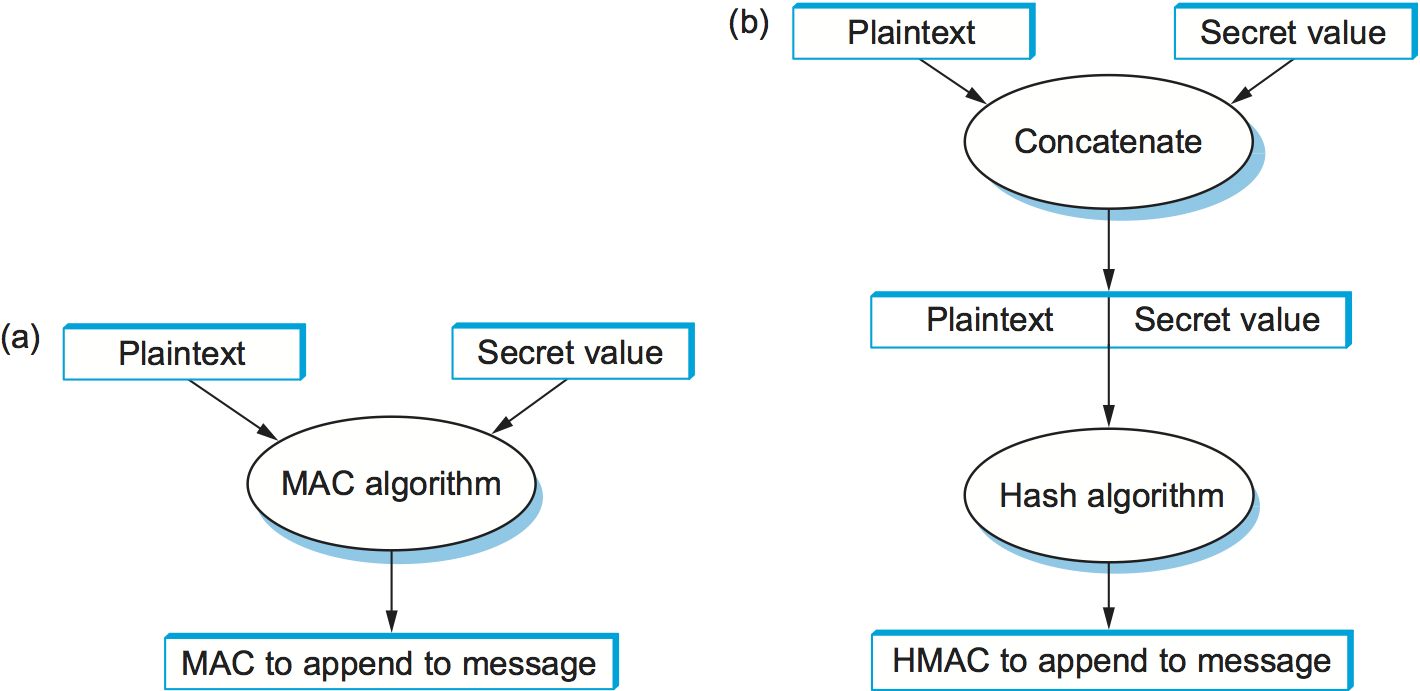 (a)
Plaintext
Secret value
MAC algorithm
MAC to append to message
(b)
Plaintext
Secret value
Concatenate
Plaintext
Secret value
Hash algorithm
HMAC to append to message